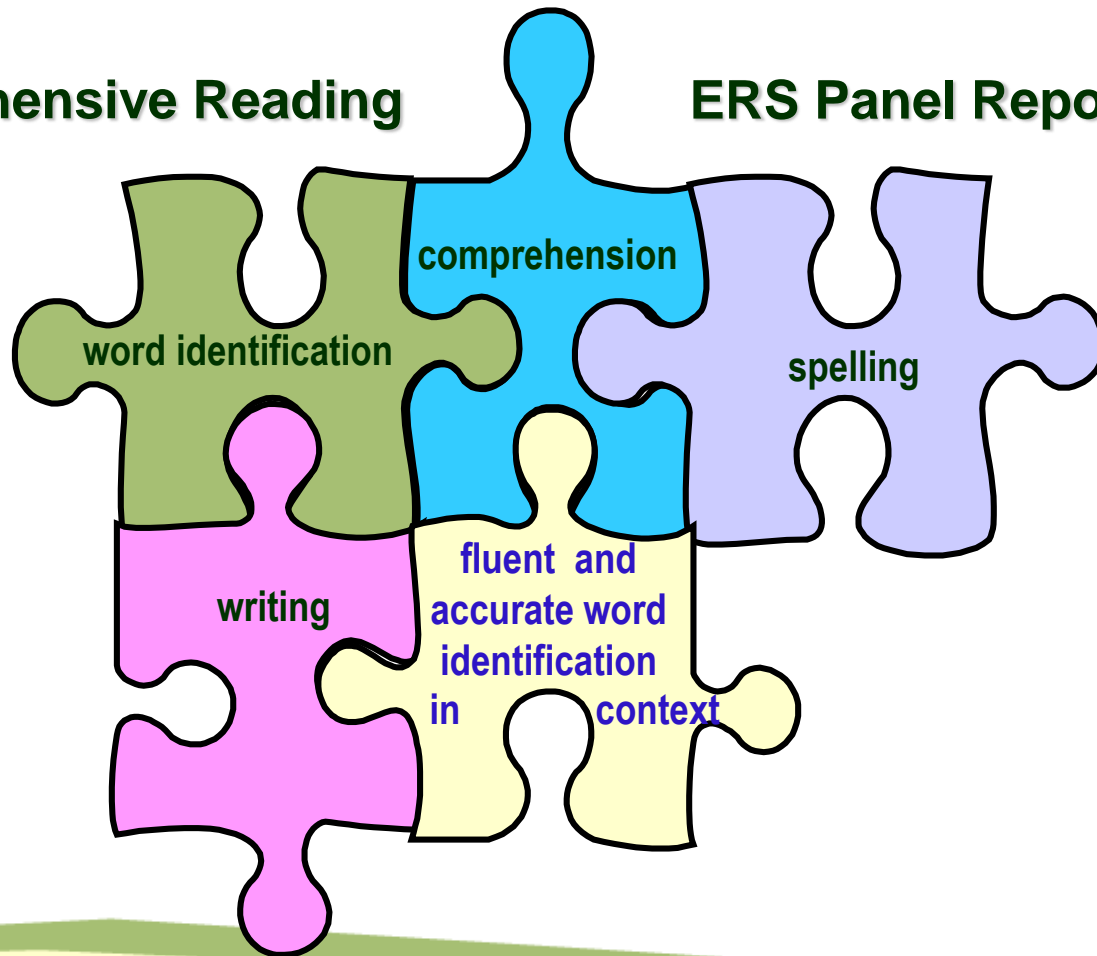 hensive Reading
ERS Panel Repo
comprehension
word identification
spelling
fluent and
accurate word
identification
in context
writing